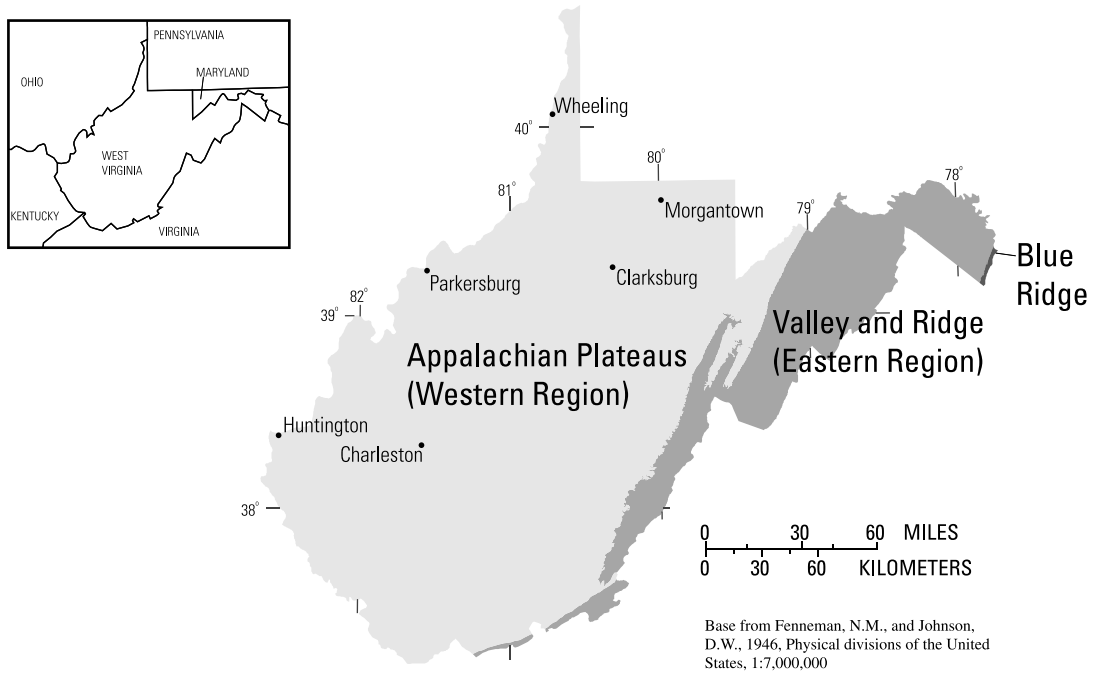 PENNSYLVANIA
OHIO
MARYLAND
WEST
VIRGINIA
KENTUCKY
VIRGINIA
Wheeling
40°
80°
81°
78°
79°
Morgantown
Parkersburg
Clarksburg
Blue
Ridge
82°
39°
Valley and Ridge
(Eastern Region)
Appalachian Plateaus
(Western Region)
Huntington
Charleston
38°
0 30 60 MILES
0 30 60 KILOMETERS
Base from Fenneman, N.M., and Johnson,
D.W., 1946, Physical divisions of the United
States, 1:7,000,000